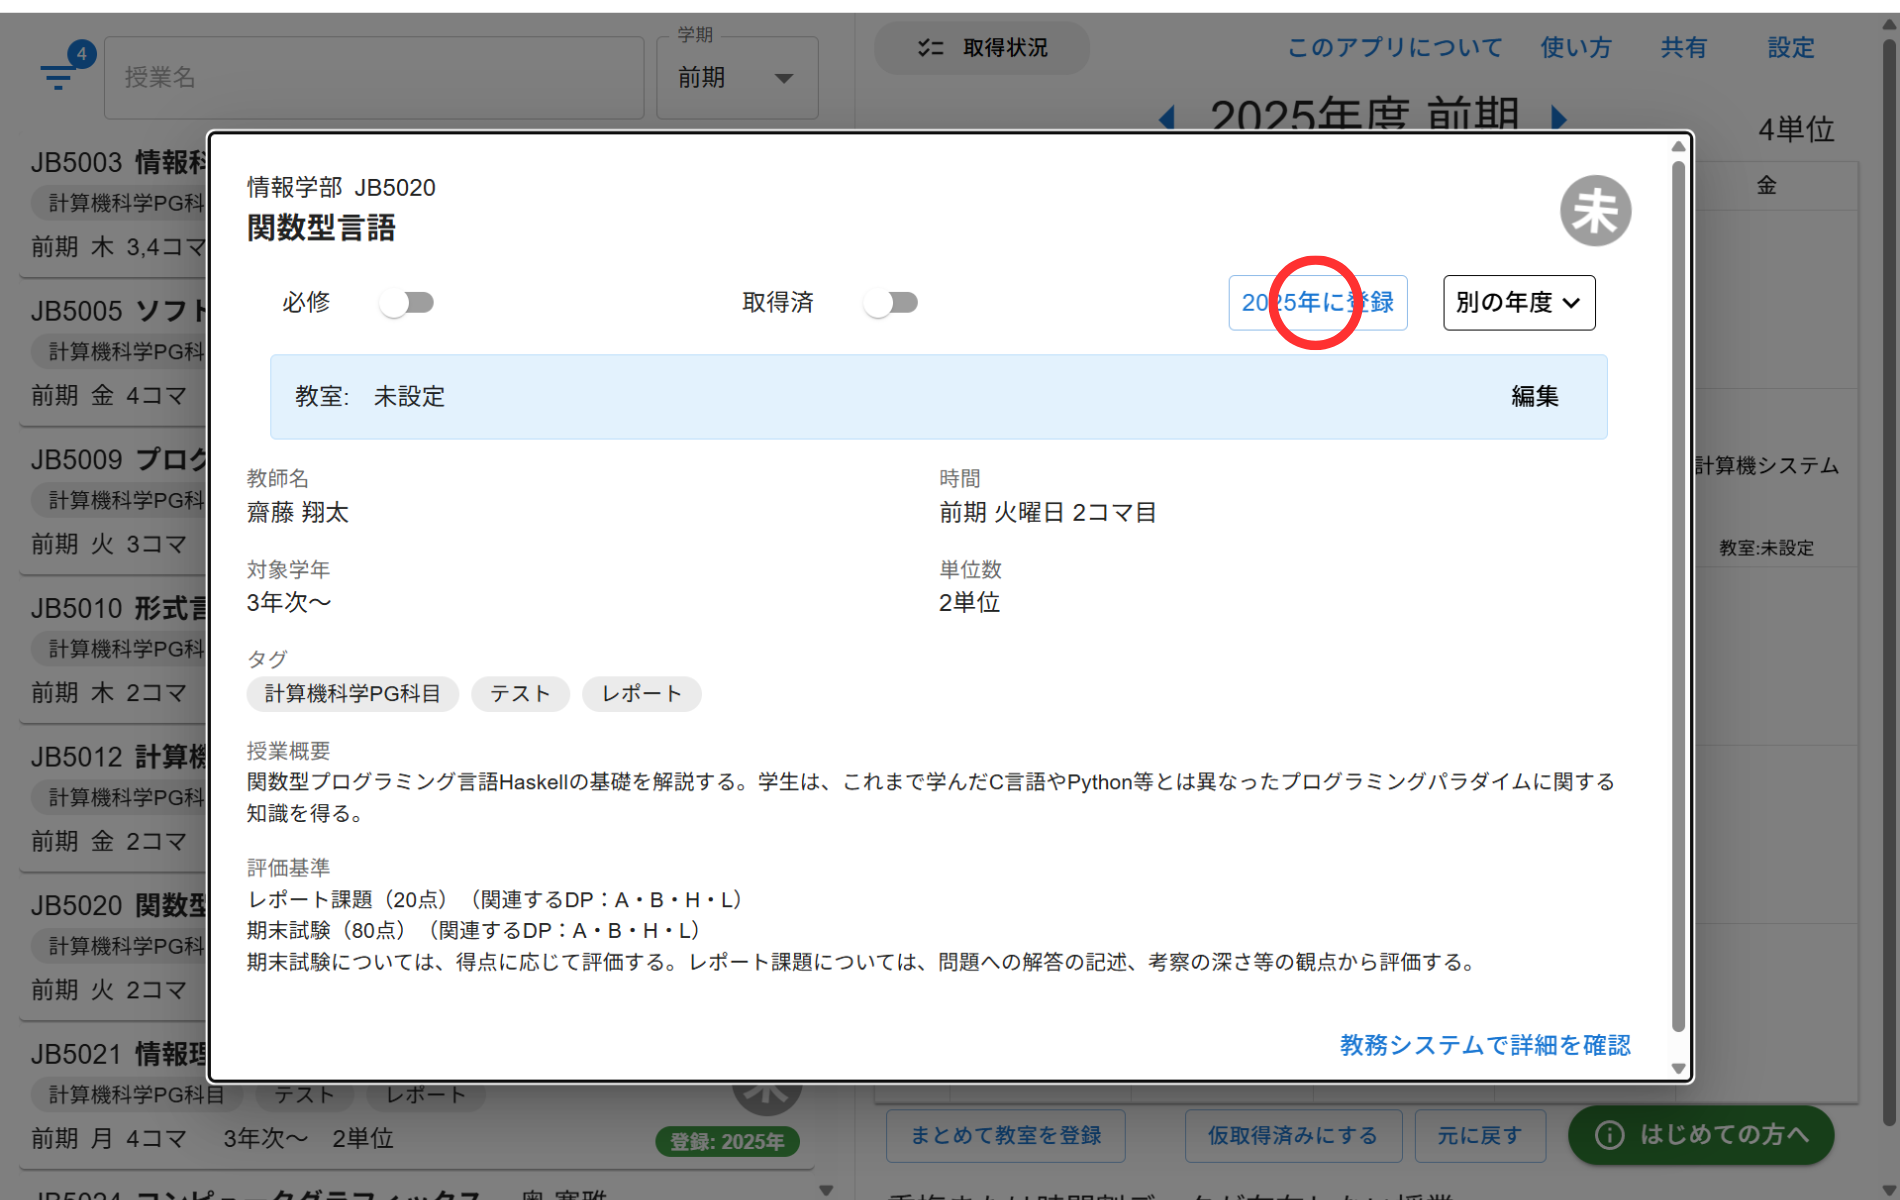 4
授業名
学期
前期
取得状況
このアプリについて 使い方 共有 設定
2025年度 前期
4単位
金
JB5003 情報科
計算機科学PG科
前期 木 3,4コマ
JB5005 ソフト
計算機科学PG科
前期 金 4コマ
JB5009 プログ
計算機科学PG科
前期 火 3コマ
JB5010 形式言
計算機科学PG科
前期 木 2コマ
JB5012 計算機
計算機科学PG科
前期 金 2コマ
JB5020 関数型
計算機科学PG科
前期 火 2コマ
JB5021 情報理
計算機科学PG科目 テスト レポート
前期 月 4コマ 3年次～ 2単位
登録: 2025年
JB5024 コンピュータグラフィックス
情報学部 JB5020
関数型言語
未
必修
取得済
2025年に登録
別の年度
教室: 未設定
編集
教師名
齋藤 翔太
時間
前期 火曜日 2コマ目
対象学年
3年次～
単位数
2単位
タグ
計算機科学PG科目 テスト レポート
授業概要
関数型プログラミング言語Haskellの基礎を解説する。学生は、これまで学んだC言語やPython等とは異なったプログラミングパラダイムに関する
知識を得る。
評価基準
レポート課題（20点）（関連するDP：A・B・H・L）
期末試験（80点）（関連するDP：A・B・H・L）
期末試験については、得点に応じて評価する。レポート課題については、問題への解答の記述、考察の深さ等の観点から評価する。
教務システムで詳細を確認
計算機システム
教室:未設定
まとめて教室を登録
仮取得済みにする
元に戻す
はじめての方へ